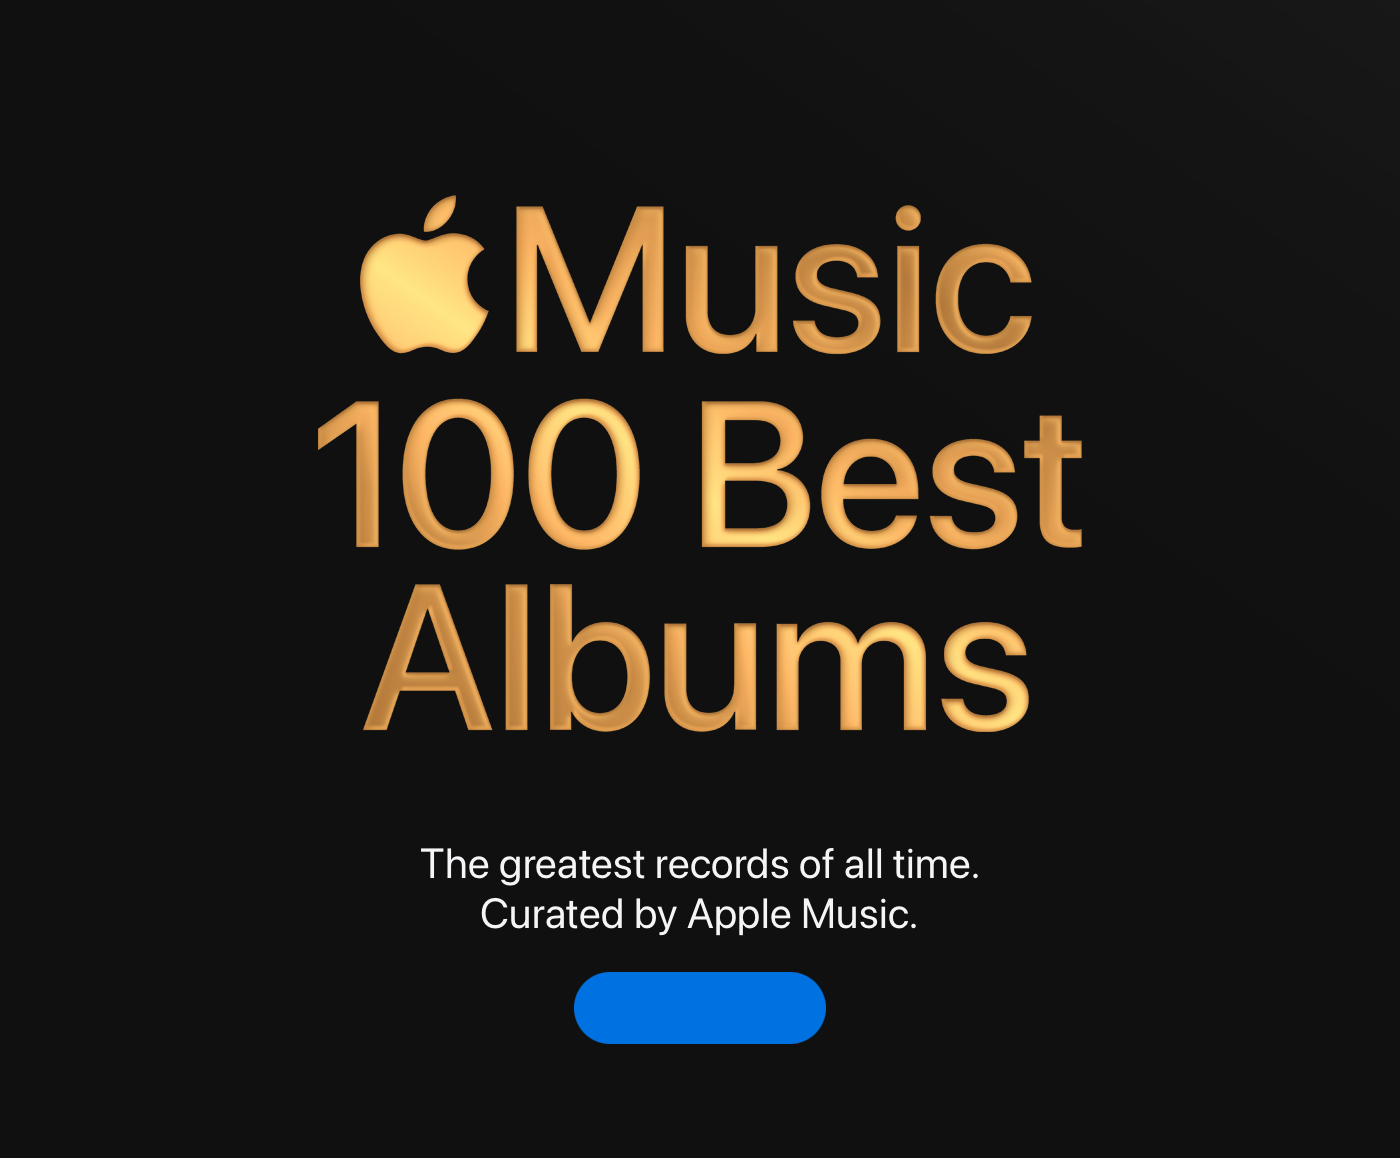 Music
100 Best
Albums
The greatest records of all time.
Curated by Apple Music.